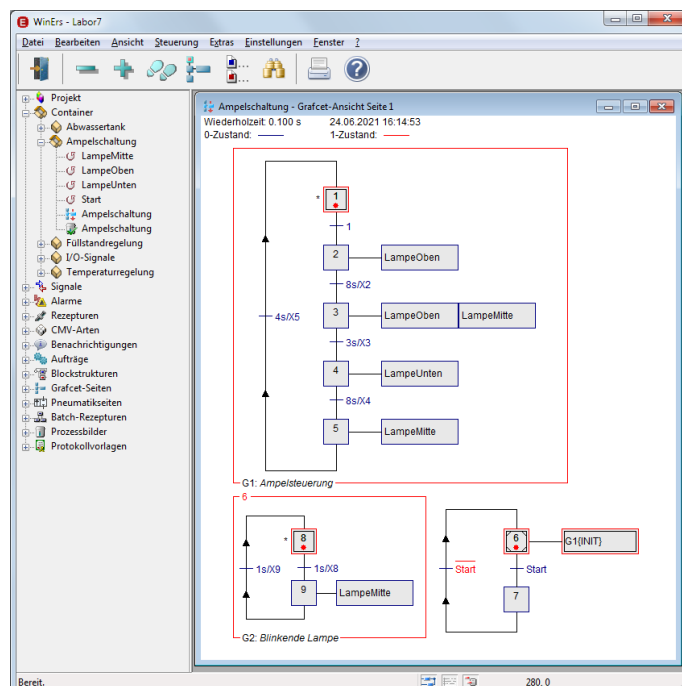 WinErs - Labor7
Datei Bearbeiten Ansicht Steuerung Extras Einstellungen Fenster ?
Projekt
Container
Abwassertank
Ampelschaltung
LampeMitte
LampeOben
LampeUnten
Start
Ampelschaltung
Ampelschaltung
Füllstandregelung
I/O-Signale
Temperaturregelung
Signale
Alarme
Rezepturen
CMV-Arten
Benachrichtigungen
Aufträge
Blockstrukturen
Grafcet-Seiten
Pneumatikseiten
Batch-Rezepturen
Prozessbilder
Protokollvorlagen
Ampelschaltung - Grafcet-Ansicht Seite 1
Wiederholzeit: 0.100 s 24.06.2021 16:14:53
0-Zustand: 1-Zustand:
* 1
1
2 LampeOben
8s/X2
3 LampeOben LampeMitte
4s/X5
3s/X3
4 LampeUnten
8s/X4
5 LampeMitte
G1: Ampelsteuerung
6
* 8
1s/X9 1s/X8
9 LampeMitte
G2: Blinkende Lampe
6 G1{INIT}
Start Start
7
Bereit. 280. 0